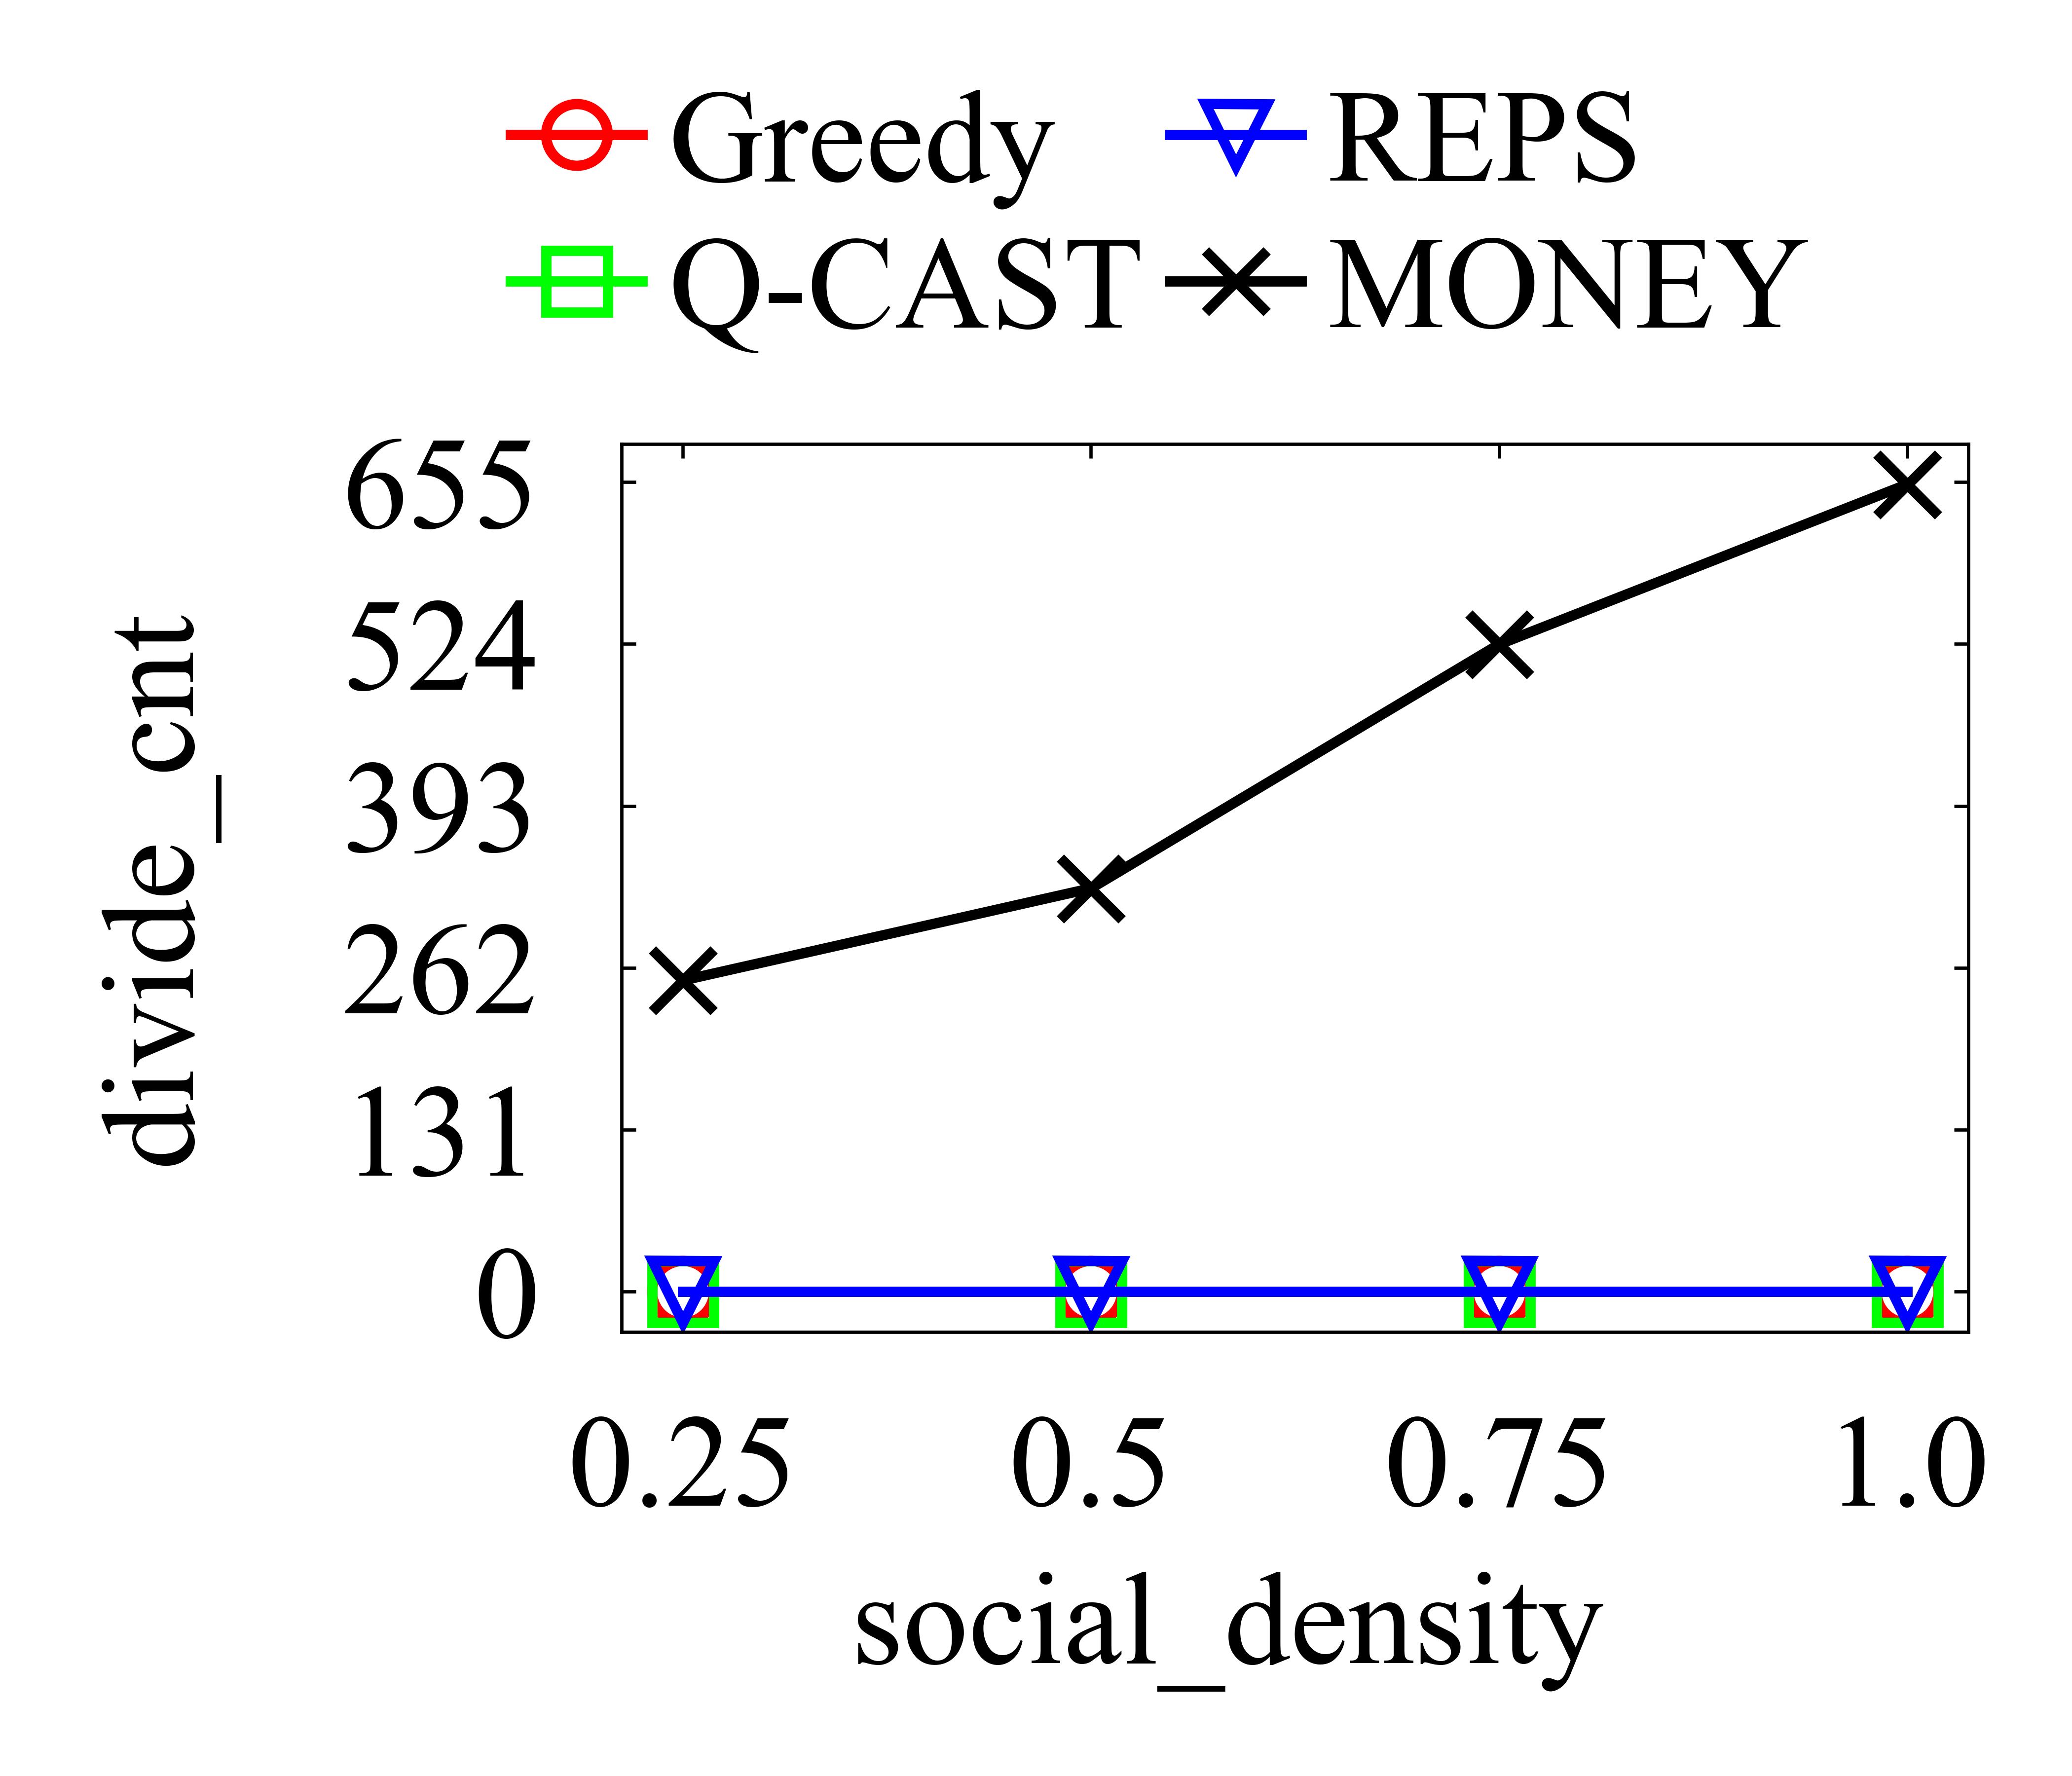 Greedy REPS
Q-CAST MONEY
655
524
393
262
131
0
divide_cnt
0.25 0.5 0.75 1.0
social_density